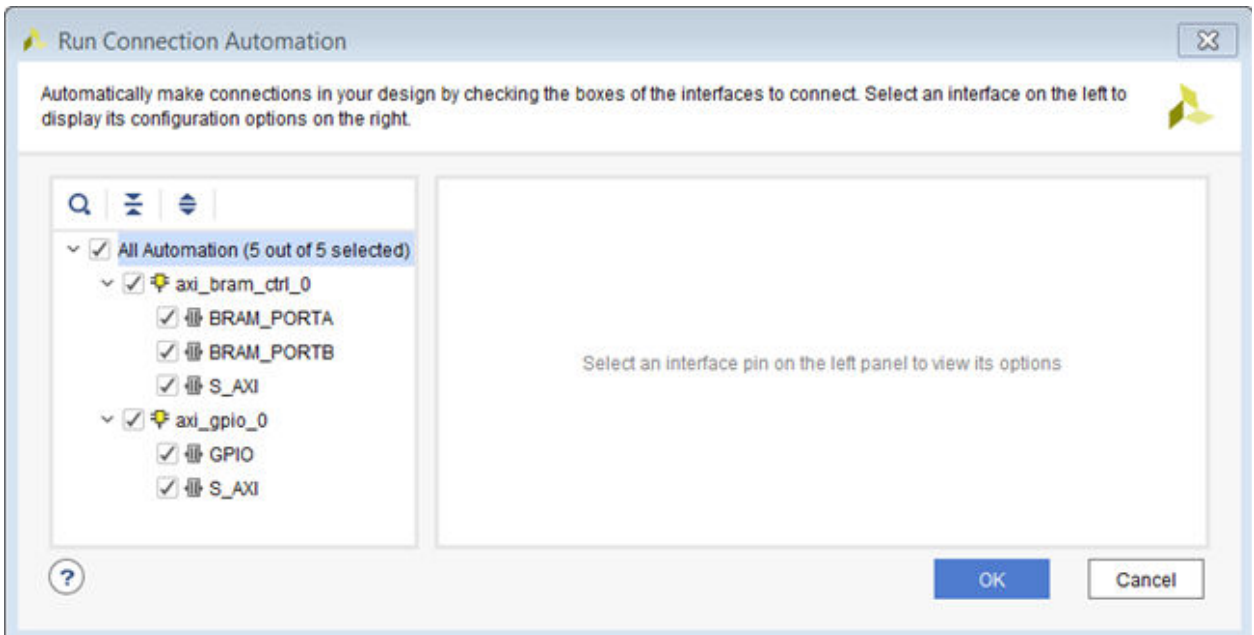 Run Connection Automation
Automatically make connections in your design by checking the boxes of the interfaces to connect. Select an interface on the left to
display its configuration options on the right.
All Automation (5 out of 5 selected)
axi_bram_ctrl_0
BRAM_PORTA
BRAM_PORTB
S_AXI
axi_gpio_0
GPIO
S_AXI
Select an interface pin on the left panel to view its options
?
OK
Cancel